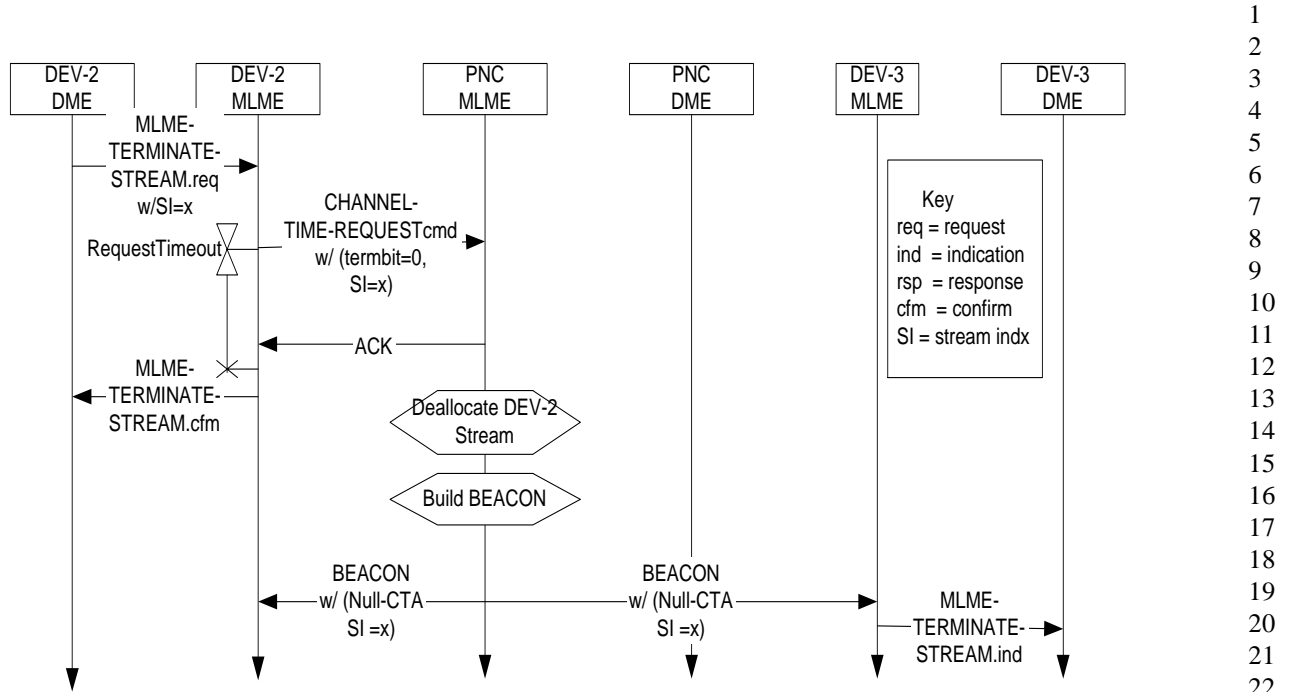 DEV-2
DME
DEV-2
MLME
PNC
MLME
PNC
DME
DEV-3
MLME
DEV-3
DME
MLME-
TERMINATE-
STREAM.req
w/SI=x
RequestTimeout
CHANNEL-
TIME-REQUESTcmd
w/ (termbit=0,
SI=x)
Key
req = request
ind = indication
rsp = response
cfm = confirm
SI = stream indx
ACK
MLME-
TERMINATE-
STREAM.cfm
Deallocate DEV-2
Stream
Build BEACON
BEACON
w/ (Null-CTA
SI =x)
BEACON
w/ (Null-CTA
SI =x)
MLME-
TERMINATE-
STREAM.ind
1
2
3
4
5
6
7
8
9
10
11
12
13
14
15
16
17
18
19
20
21
22